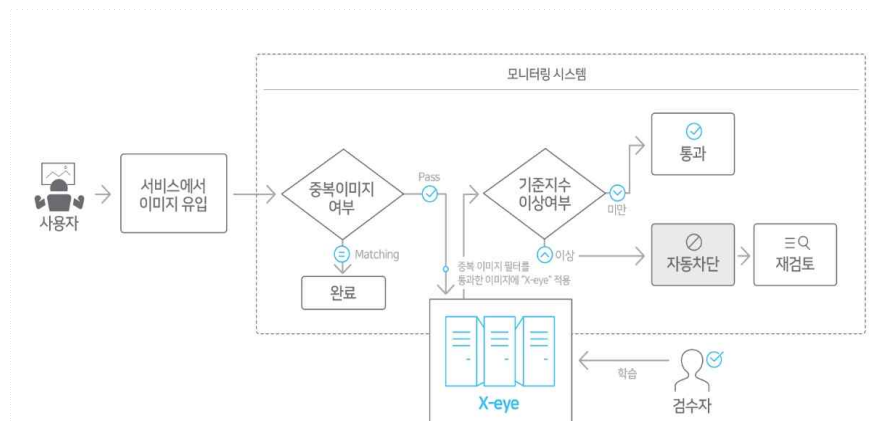 모니터링 시스템
사용자
서비스에서
이미지 유입
중복이미지
여부
Pass
Matching
완료
중복 이미지 필터를
통과한 이미지에 "X-eye" 적용
기준지수
이상여부
미만
통과
이상
자동차단
재검토
X-eye
학습
검수자